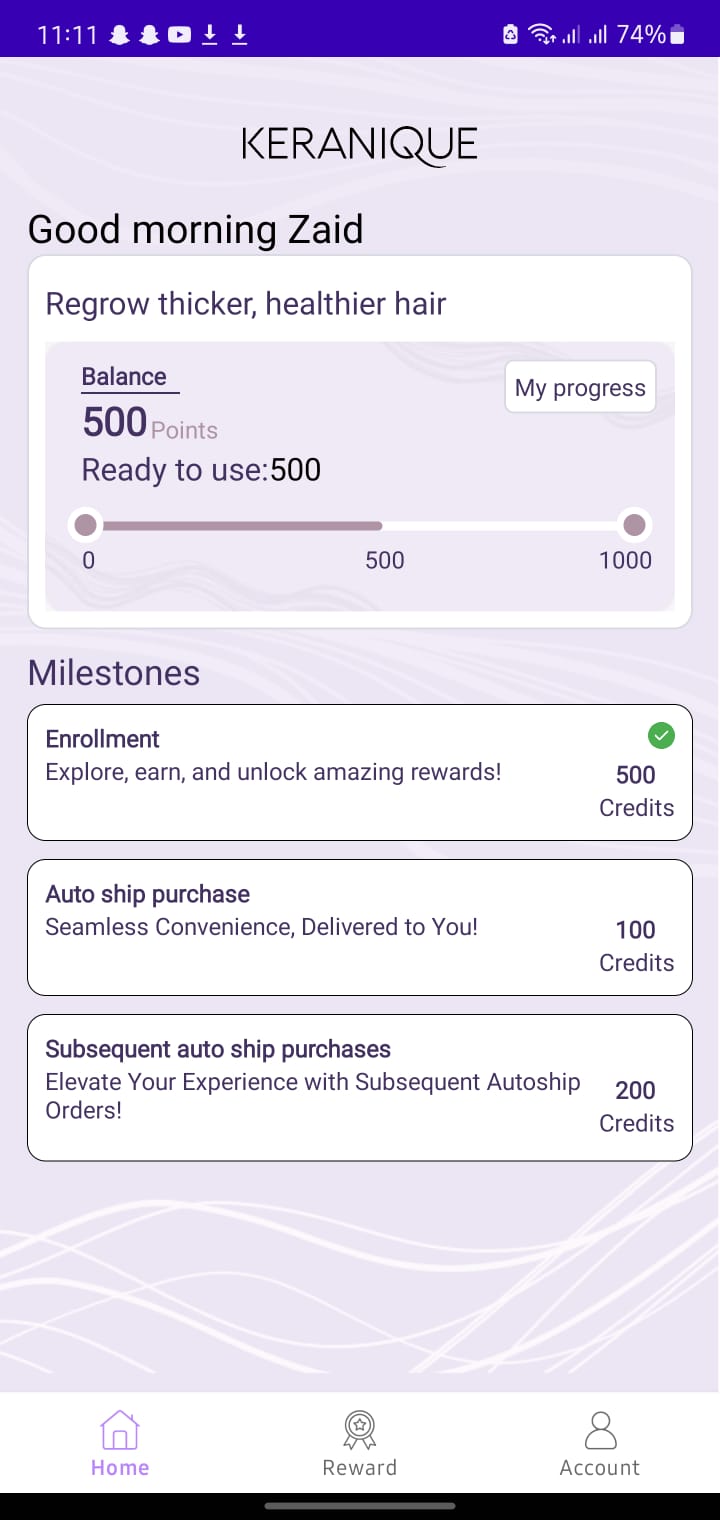 11:11 74%
KERANIQUE
Good morning Zaid
Regrow thicker, healthier hair
Balance
My progress
500 Points
Ready to use:500
0 500 1000
Milestones
Enrollment
Explore, earn, and unlock amazing rewards!
500
Credits
Auto ship purchase
Seamless Convenience, Delivered to You!
100
Credits
Subsequent auto ship purchases
Elevate Your Experience with Subsequent Autoship
Orders!
200
Credits
Home Reward Account